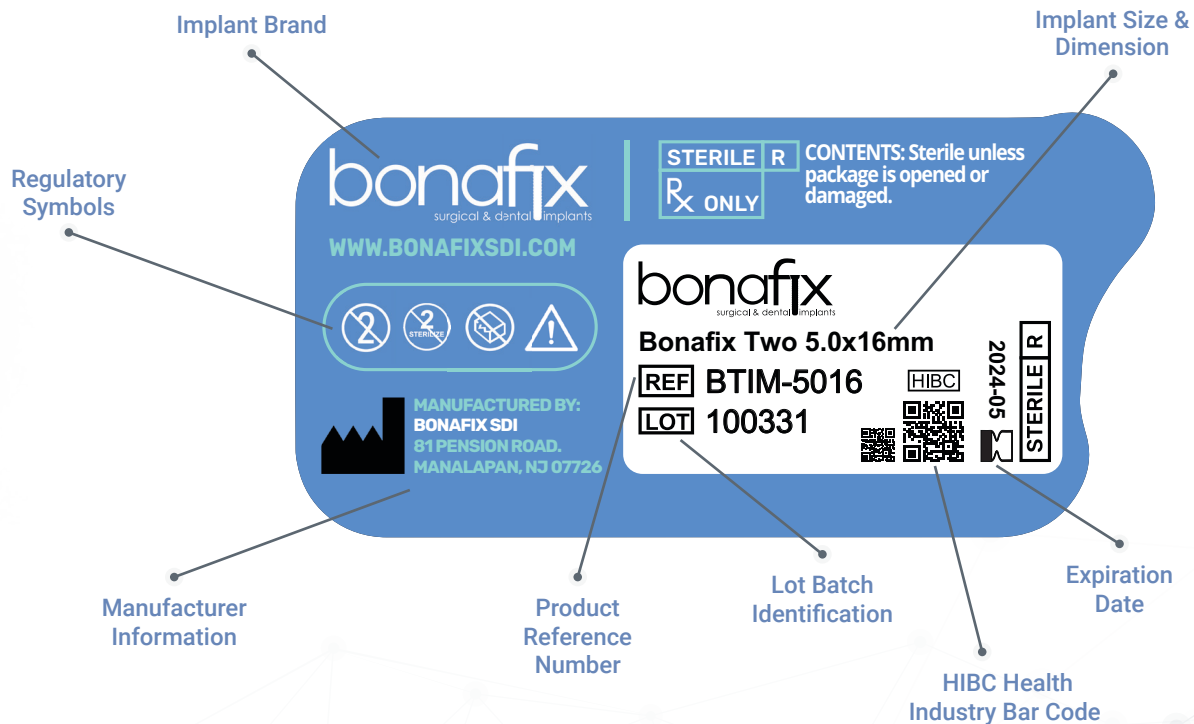 Implant Brand
Implant Size &
Dimension
Regulatory
Symbols
bonafix
surgical & dental implants
WWW.BONAFIXSDI.COM
STERILE R
Rx ONLY
CONTENTS: Sterile unless
package is opened or
damaged.
2
2
STERILIZE
MANUFACTURED BY:
BONAFIX SDI
81 PENSION ROAD.
MANALAPAN, NJ 07726
bonafix
surgical & dental implants
Bonafix Two 5.0x16mm
REF BTIM-5016
LOT 100331
HIBC
2024-05
STERILE R
Manufacturer
Information
Product
Reference
Number
Lot Batch
Identification
HIBC Health
Industry Bar Code
Expiration
Date